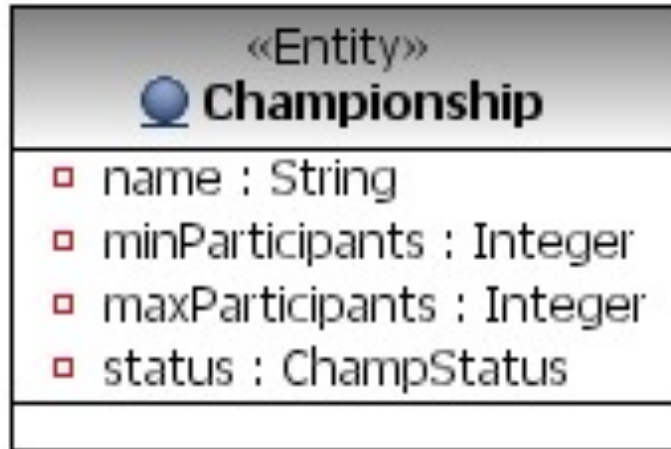 «Entity»
Championship
name : String
minParticipants : Integer
maxParticipants : Integer
status : ChampStatus